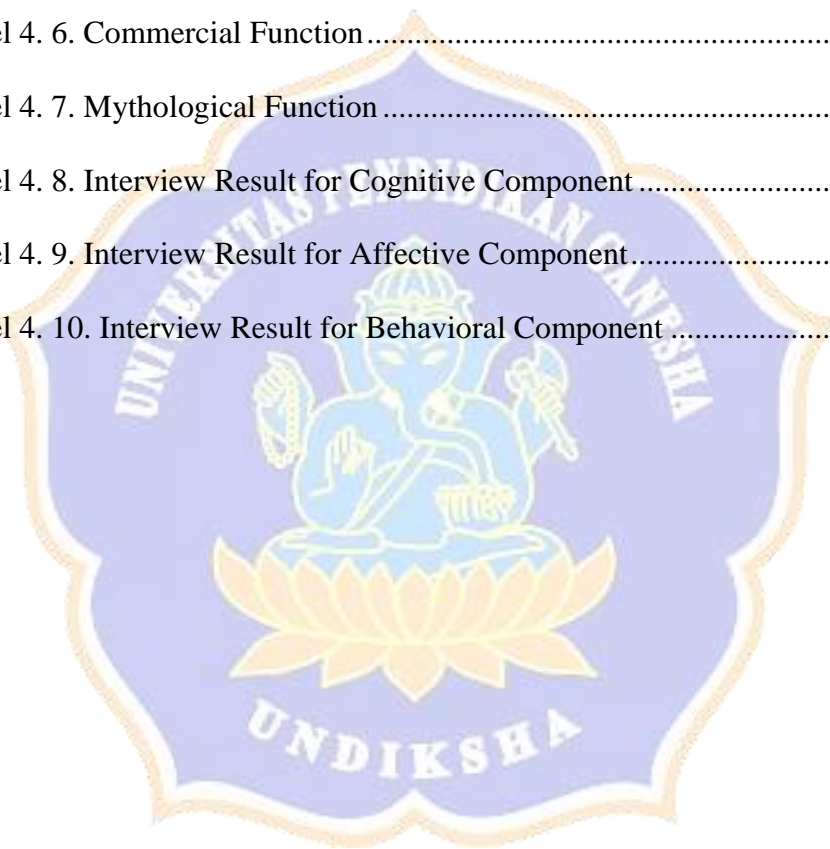 el 4. 6. Commercial Function................................................................
el 4. 7. Mythological Function................................................................
el 4. 8. Interview Result for Cognitive Component........................
el 4. 9. Interview Result for Affective Component.........................
el 4. 10. Interview Result for Behavioral Component....................
UNIVERSITAS PENDIDIKAN GANESHA
UNDIKSHA